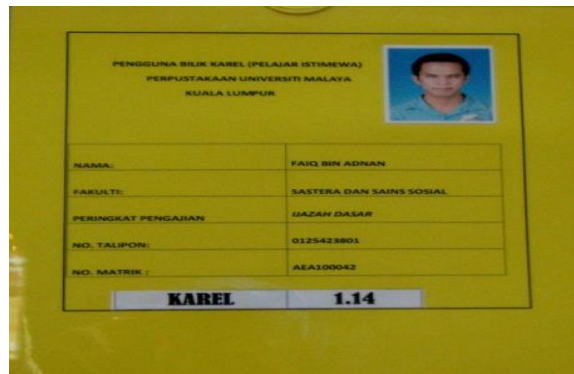 PENGGUNA BILIK KAREL (PELAJAR ISTIMEWA)
PERPUSTAKAAN UNIVERSITI MALAYA
KUALA LUMPUR
NAMA: FAIQ BIN ADNAN
FAKULTI: SASTERA DAN SAINS SOSIAL
PERINGKAT PENGAJIAN IJAZAH DASAR
NO. TALIPON: 0125423801
NO. MATRIK : AEA100042
KAREL 1.14